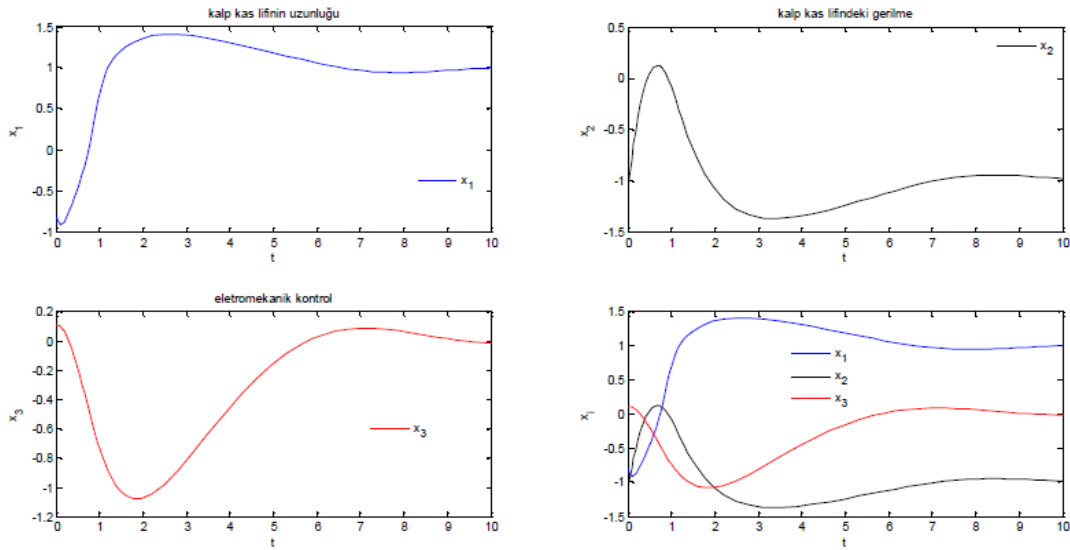 kalp kas lifinin uzunluğu
1.5
1
0.5
0
-0.5
-1
x1
x1
0 1 2 3 4 5 6 7 8 9 10
t
kalp kas lifindeki gerilme
0.5
0
-0.5
-1
-1.5
x2
x2
0 1 2 3 4 5 6 7 8 9 10
t
eletromekanik kontrol
0.2
0
-0.2
-0.4
-0.6
-0.8
-1
-1.2
x3
x3
0 1 2 3 4 5 6 7 8 9 10
t
1.5
1
0.5
0
-0.5
-1
-1.5
xi
x1
x2
x3
0 1 2 3 4 5 6 7 8 9 10
t